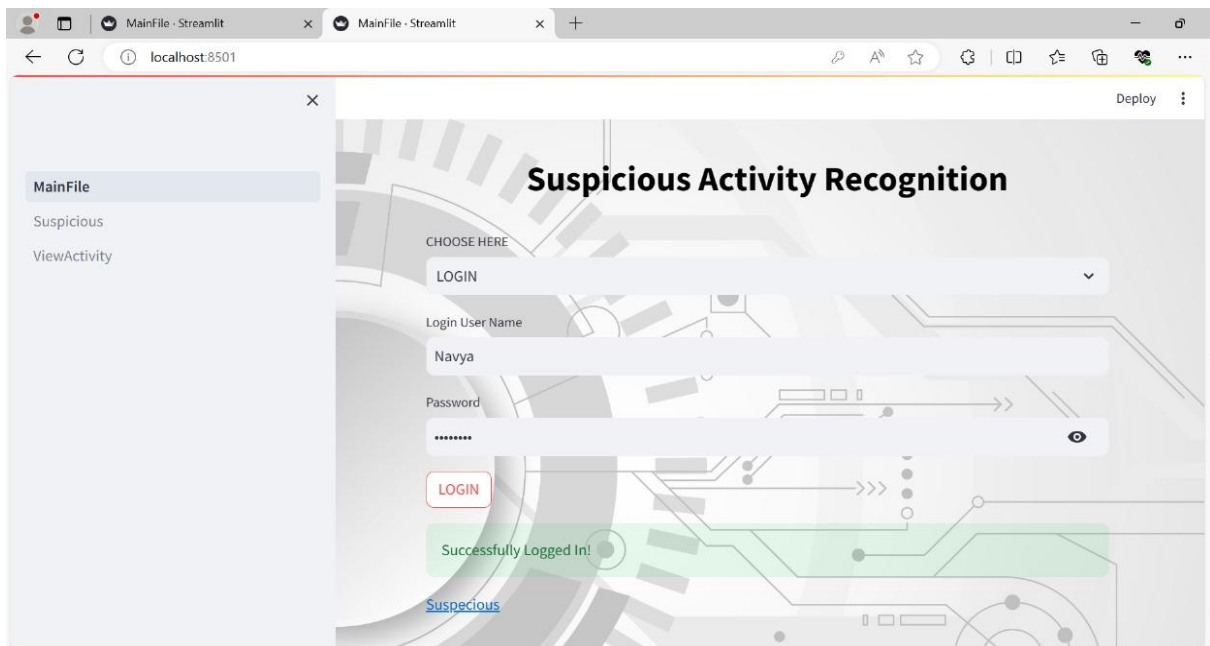 MainFile · Streamlit
MainFile · Streamlit
localhost:8501
Deploy
MainFile
Suspicious
ViewActivity
Suspicious Activity Recognition
CHOOSE HERE
LOGIN
Login User Name
Navya
Password
••••••••
LOGIN
Successfully Logged In!
Suspecious